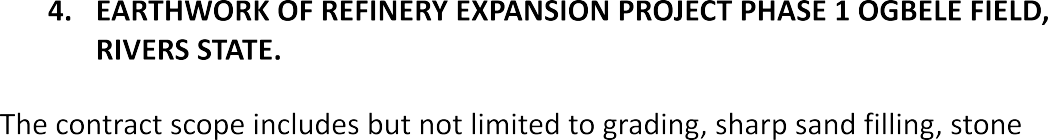 4. EARTHWORK OF REFINERY EXPANSION PROJECT PHASE 1 OGBELE FIELD,
RIVERS STATE.
The contract scope includes but not limited to grading, sharp sand filling, stone